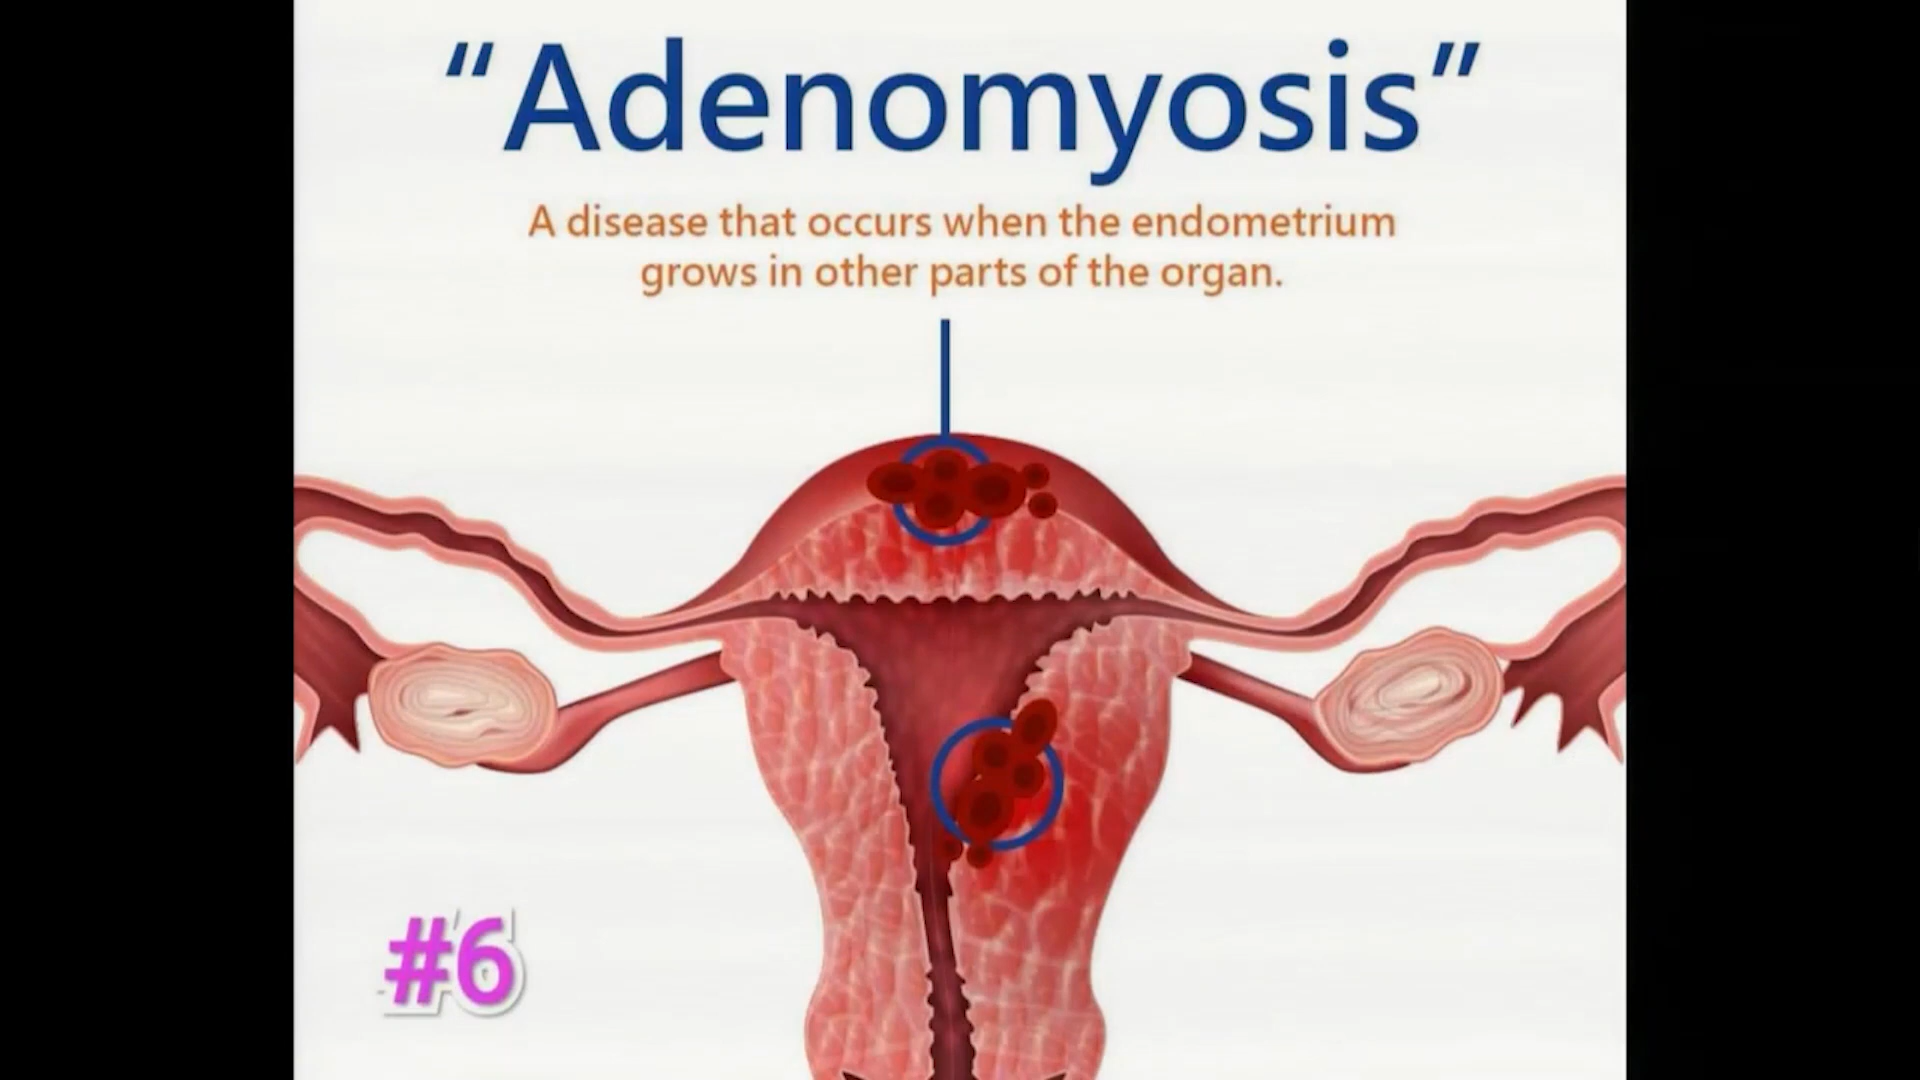 “Adenomyosis”
A disease that occurs when the endometrium
grows in other parts of the organ.
#6